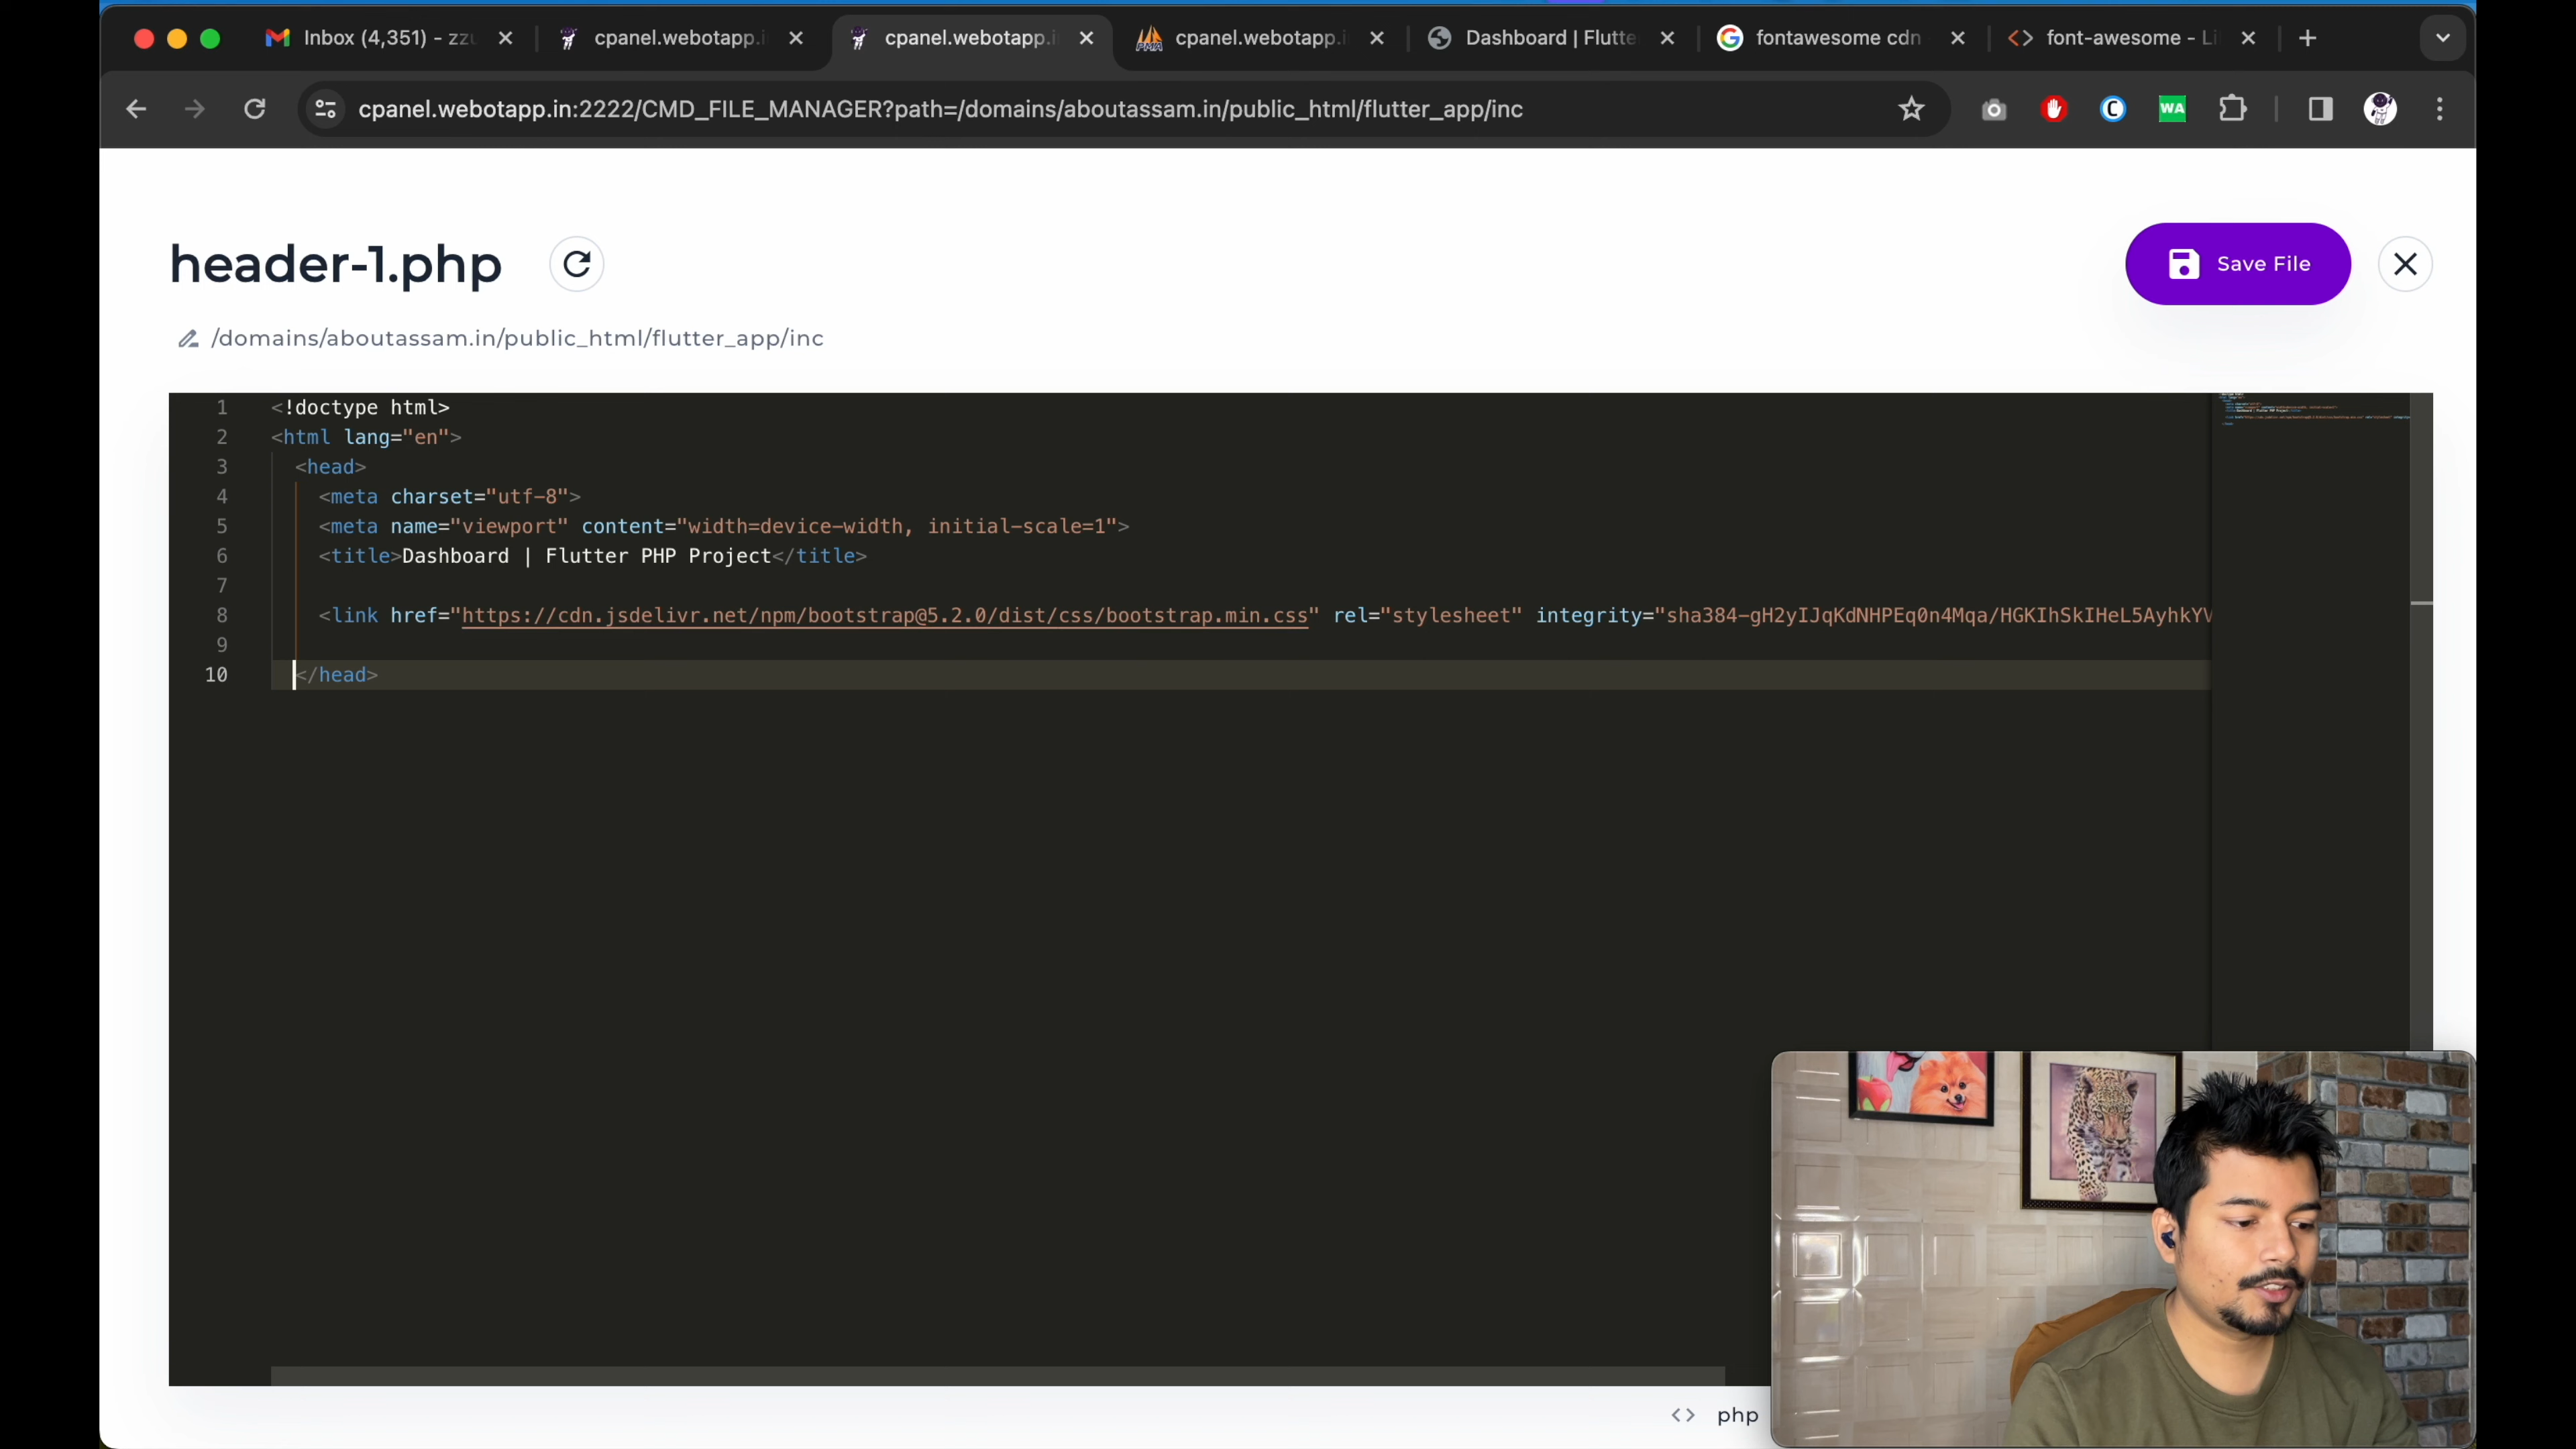 Inbox (4,351) - zzu
cpanel.webotapp.i
cpanel.webotapp.i
cpanel.webotapp.i
Dashboard | Flutte
fontawesome cdn
font-awesome - Li
cpanel.webotapp.in:2222/CMD_FILE_MANAGER?path=/domains/aboutassam.in/public_html/flutter_app/inc
WA
header-1.php
Save File
/domains/aboutassam.in/public_html/flutter_app/inc
1 <!doctype html>
2 <html lang="en">
3 <head>
4 <meta charset="utf-8">
5 <meta name="viewport" content="width=device-width, initial-scale=1">
6 <title>Dashboard | Flutter PHP Project</title>
7
8 <link href="https://cdn.jsdelivr.net/npm/bootstrap@5.2.0/dist/css/bootstrap.min.css" rel="stylesheet" integrity="sha384-gH2yIJqKdNHPEq0n4Mqa/HGKIhSkIHeL5AyhkYV
9
10 </head>
<> php